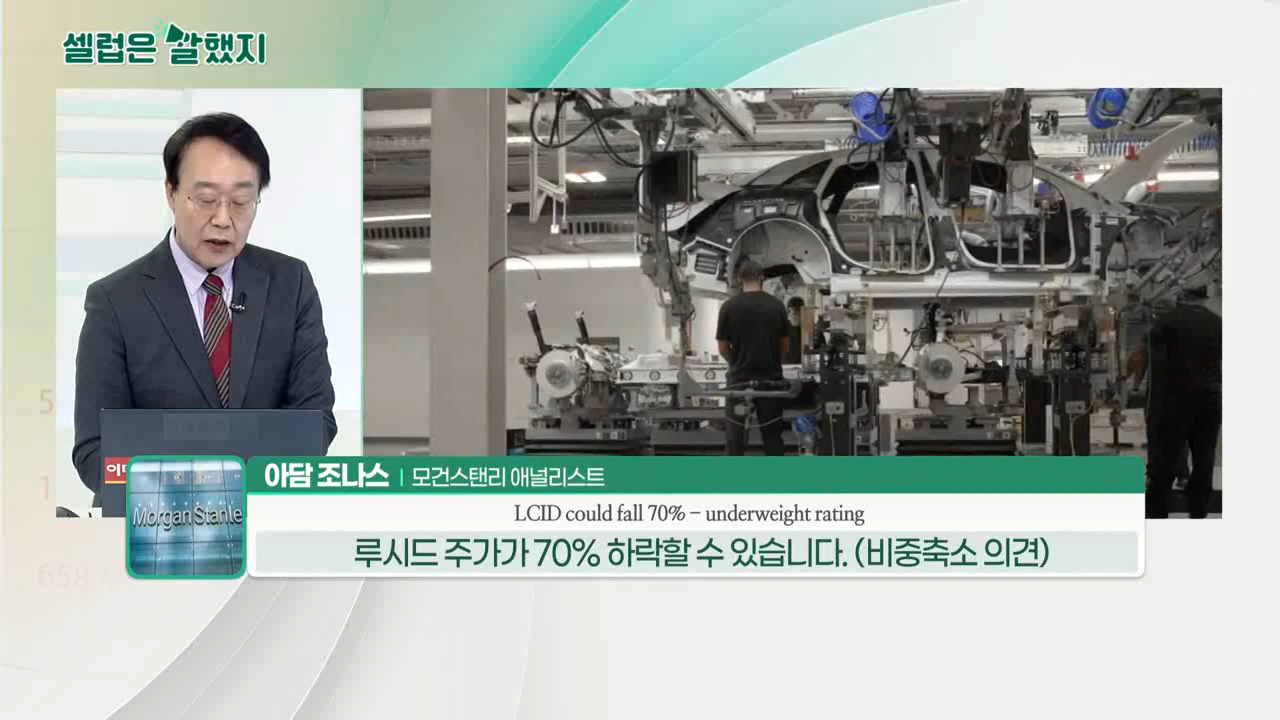 셀럽은 말했지
아담 조나스 | 모건스탠리 애널리스트
Morgan Stanle
LCID could fall 70% – underweight rating
루시드 주가가 70% 하락할 수 있습니다. (비중축소 의견)